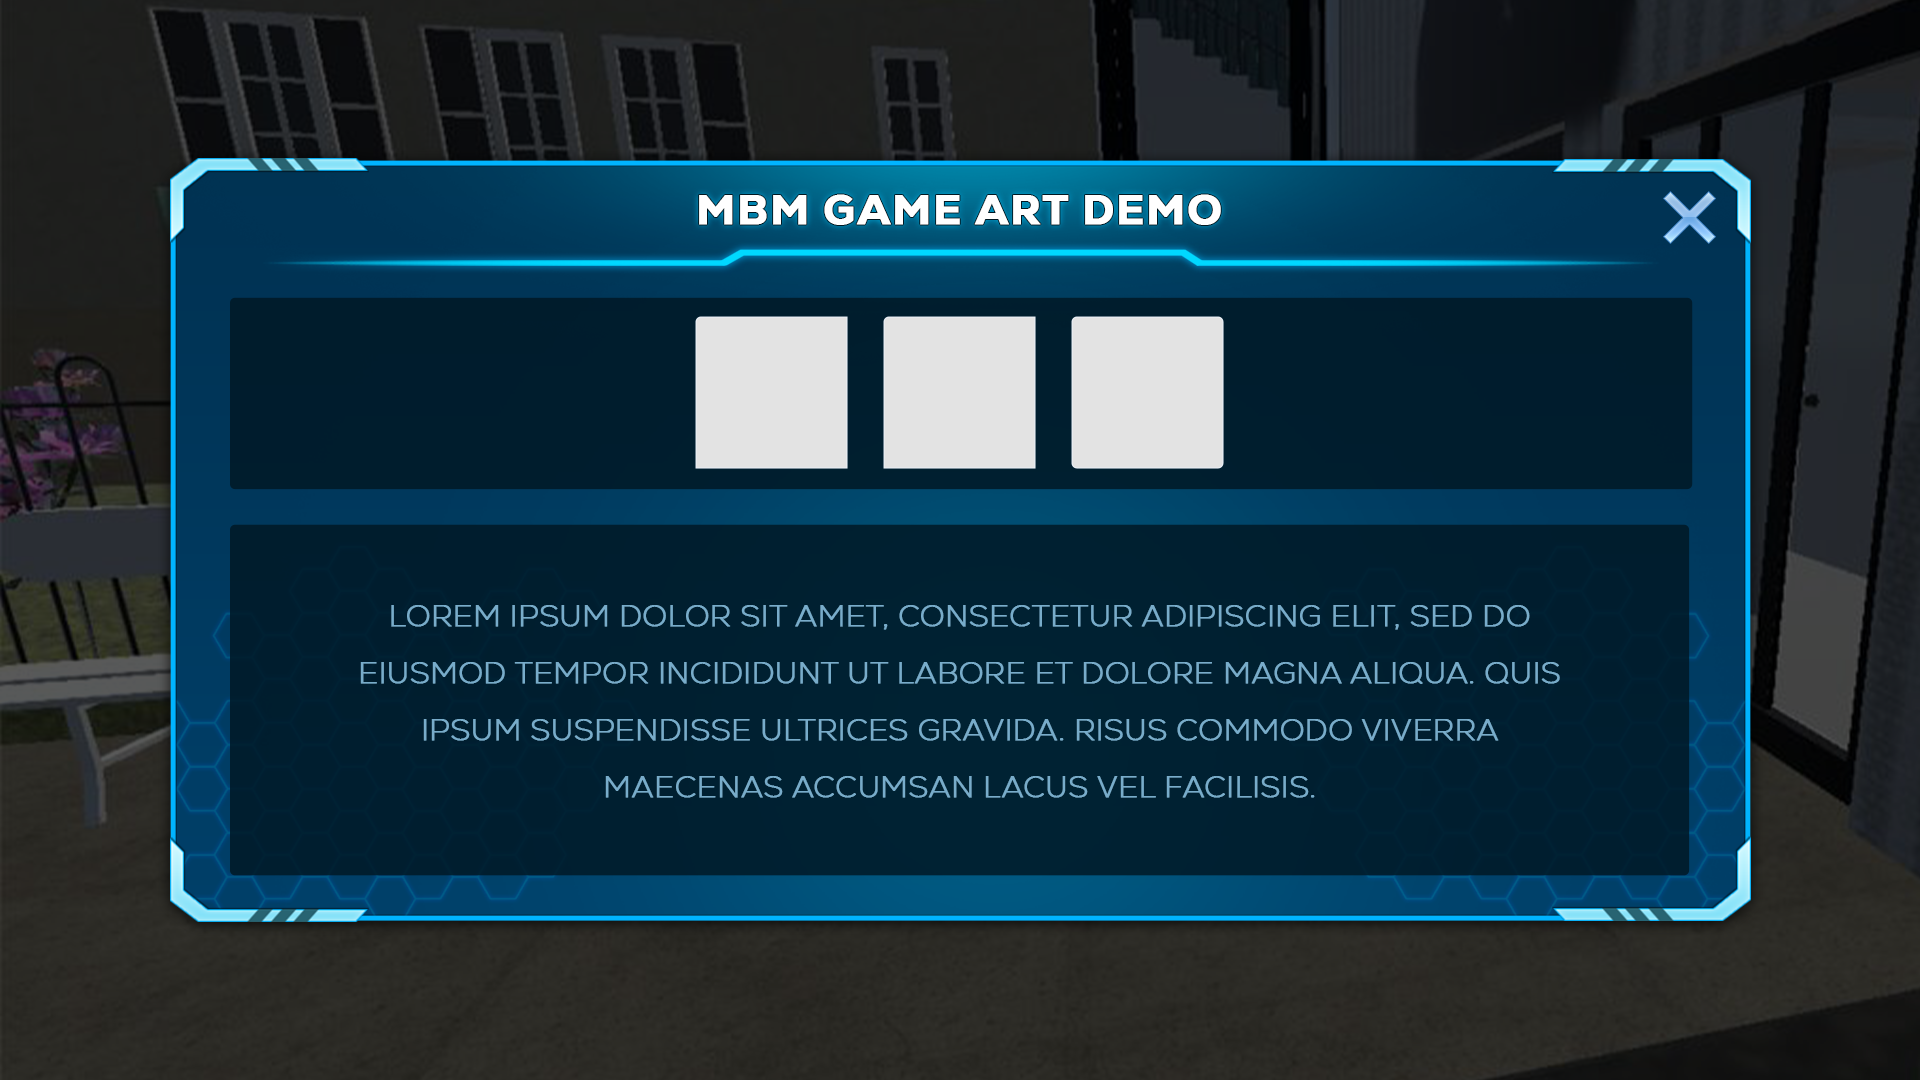 MBM GAME ART DEMO
LOREM IPSUM DOLOR SIT AMET, CONSECTETUR ADIPISCING ELIT, SED DO
EIUSMOD TEMPOR INCIDIDUNT UT LABORE ET DOLORE MAGNA ALIQUA. QUIS
IPSUM SUSPENDISSE ULTRICES GRAVIDA. RISUS COMMODO VIVERRA
MAECENAS ACCUMSAN LACUS VEL FACILISIS.